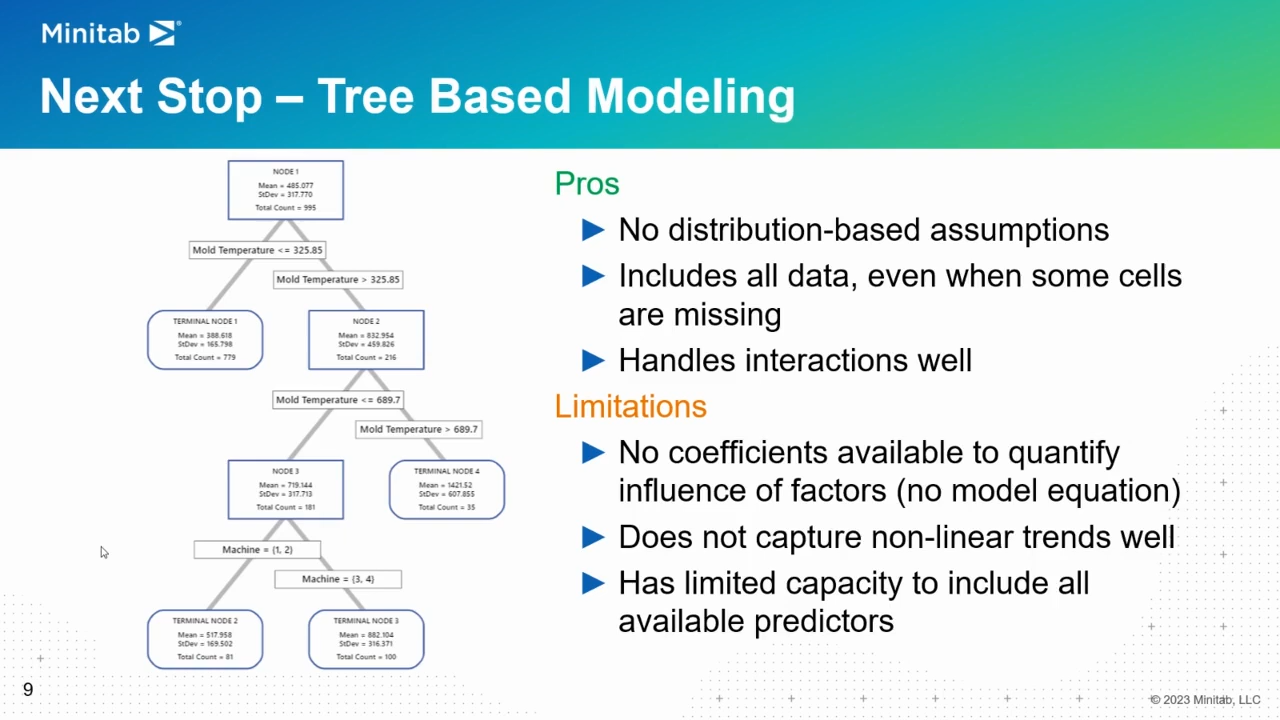 Minitab
Next Stop – Tree Based Modeling
NODE 1
Mean = 485.077
StDev = 317.770
Total Count = 995
Mold Temperature <= 325.85
Mold Temperature > 325.85
TERMINAL NODE 1
Mean = 388.618
StDev = 165.798
Total Count = 779
NODE 2
Mean = 832.954
StDev = 459.826
Total Count = 216
Mold Temperature <= 689.7
Mold Temperature > 689.7
NODE 3
Mean = 719.144
StDev = 317.713
Total Count = 181
TERMINAL NODE 4
Mean = 1421.52
StDev = 607.855
Total Count = 35
Machine = {1, 2}
Machine = {3, 4}
TERMINAL NODE 2
Mean = 517.958
StDev = 169.502
Total Count = 81
TERMINAL NODE 3
Mean = 882.104
StDev = 316.371
Total Count = 100
Pros
No distribution-based assumptions
Includes all data, even when some cells
are missing
Handles interactions well
Limitations
No coefficients available to quantify
influence of factors (no model equation)
Does not capture non-linear trends well
Has limited capacity to include all
available predictors
9
© 2023 Minitab, LLC